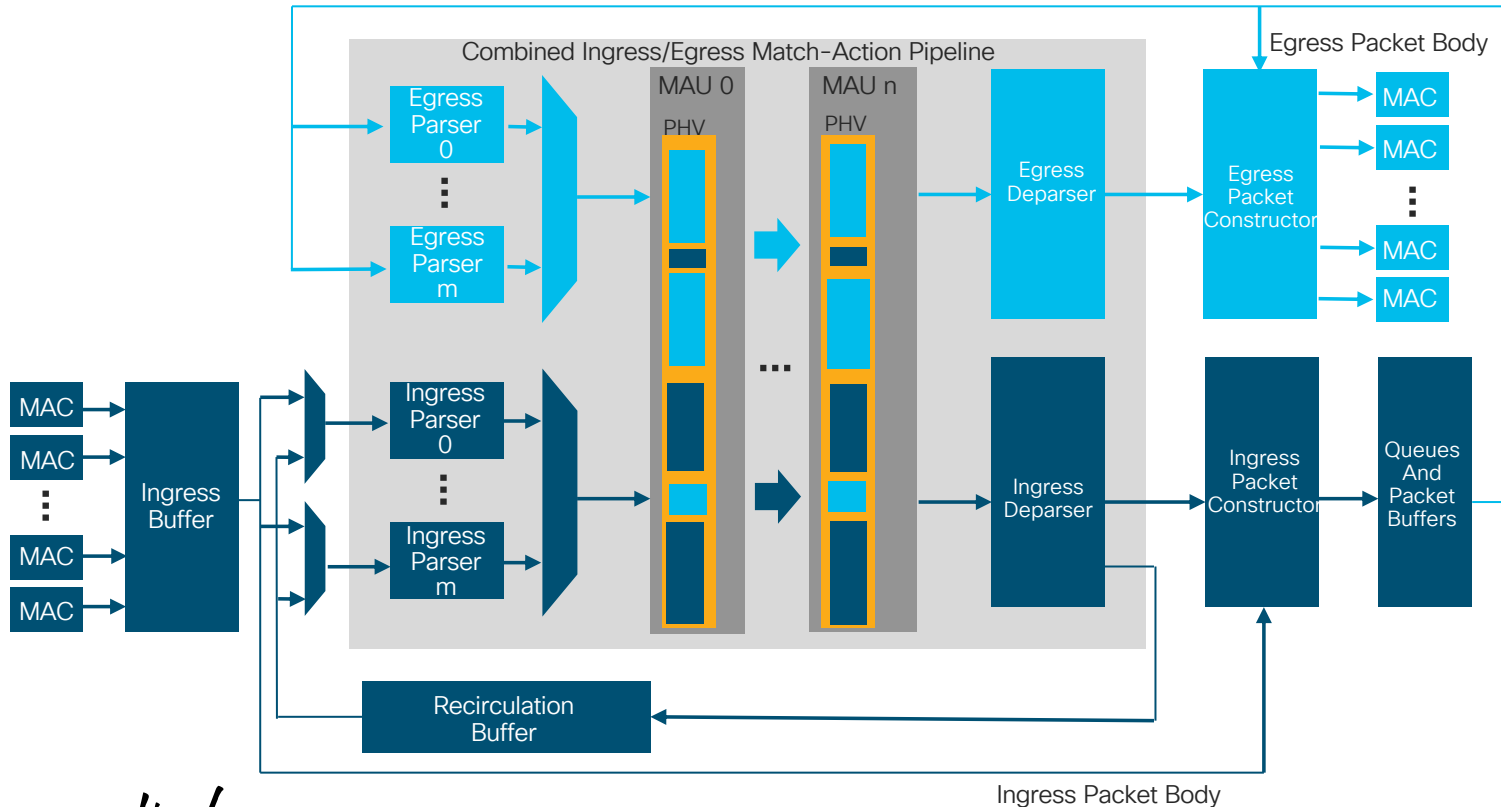 Combined Ingress/Egress Match-Action Pipeline
Egress Packet Body
MAU 0
MAU n
PHV
PHV
Egress
Parser
0
Egress
Parser
m
Egress
Deparser
Egress
Packet
Constructor
MAC
MAC
MAC
MAC
MAC
MAC
MAC
MAC
Ingress
Buffer
Ingress
Parser
0
Ingress
Parser
m
Ingress
Deparser
Ingress
Packet
Constructor
Queues
And
Packet
Buffers
Recirculation
Buffer
Ingress Packet Body